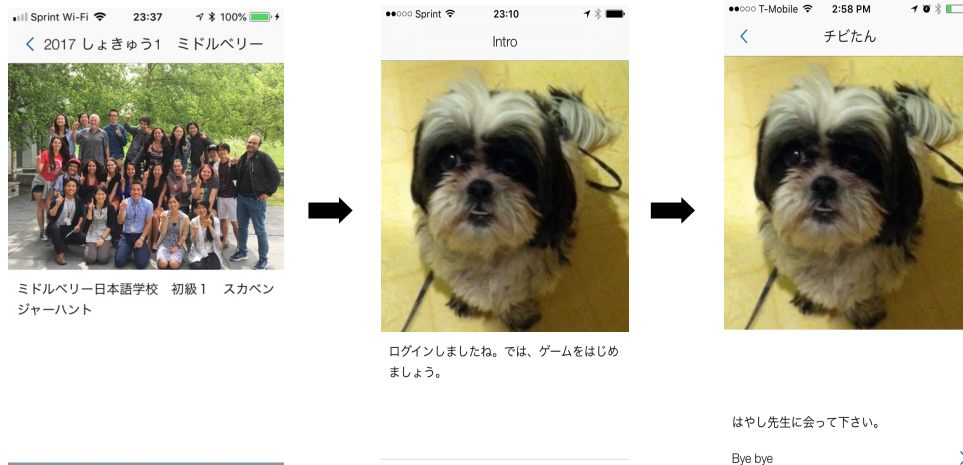 Sprint Wi-Fi 23:37 100%
2017 しょきゅう1 ミドルベリー
ミドルベリー日本語学校 初級1 スカベン
ジャーハント
Sprint 23:10
Intro
ログインしましたね。では、ゲームをはじめ
ましょう。
T-Mobile 2:58 PM
チビたん
はやし先生に会って下さい。
Bye bye